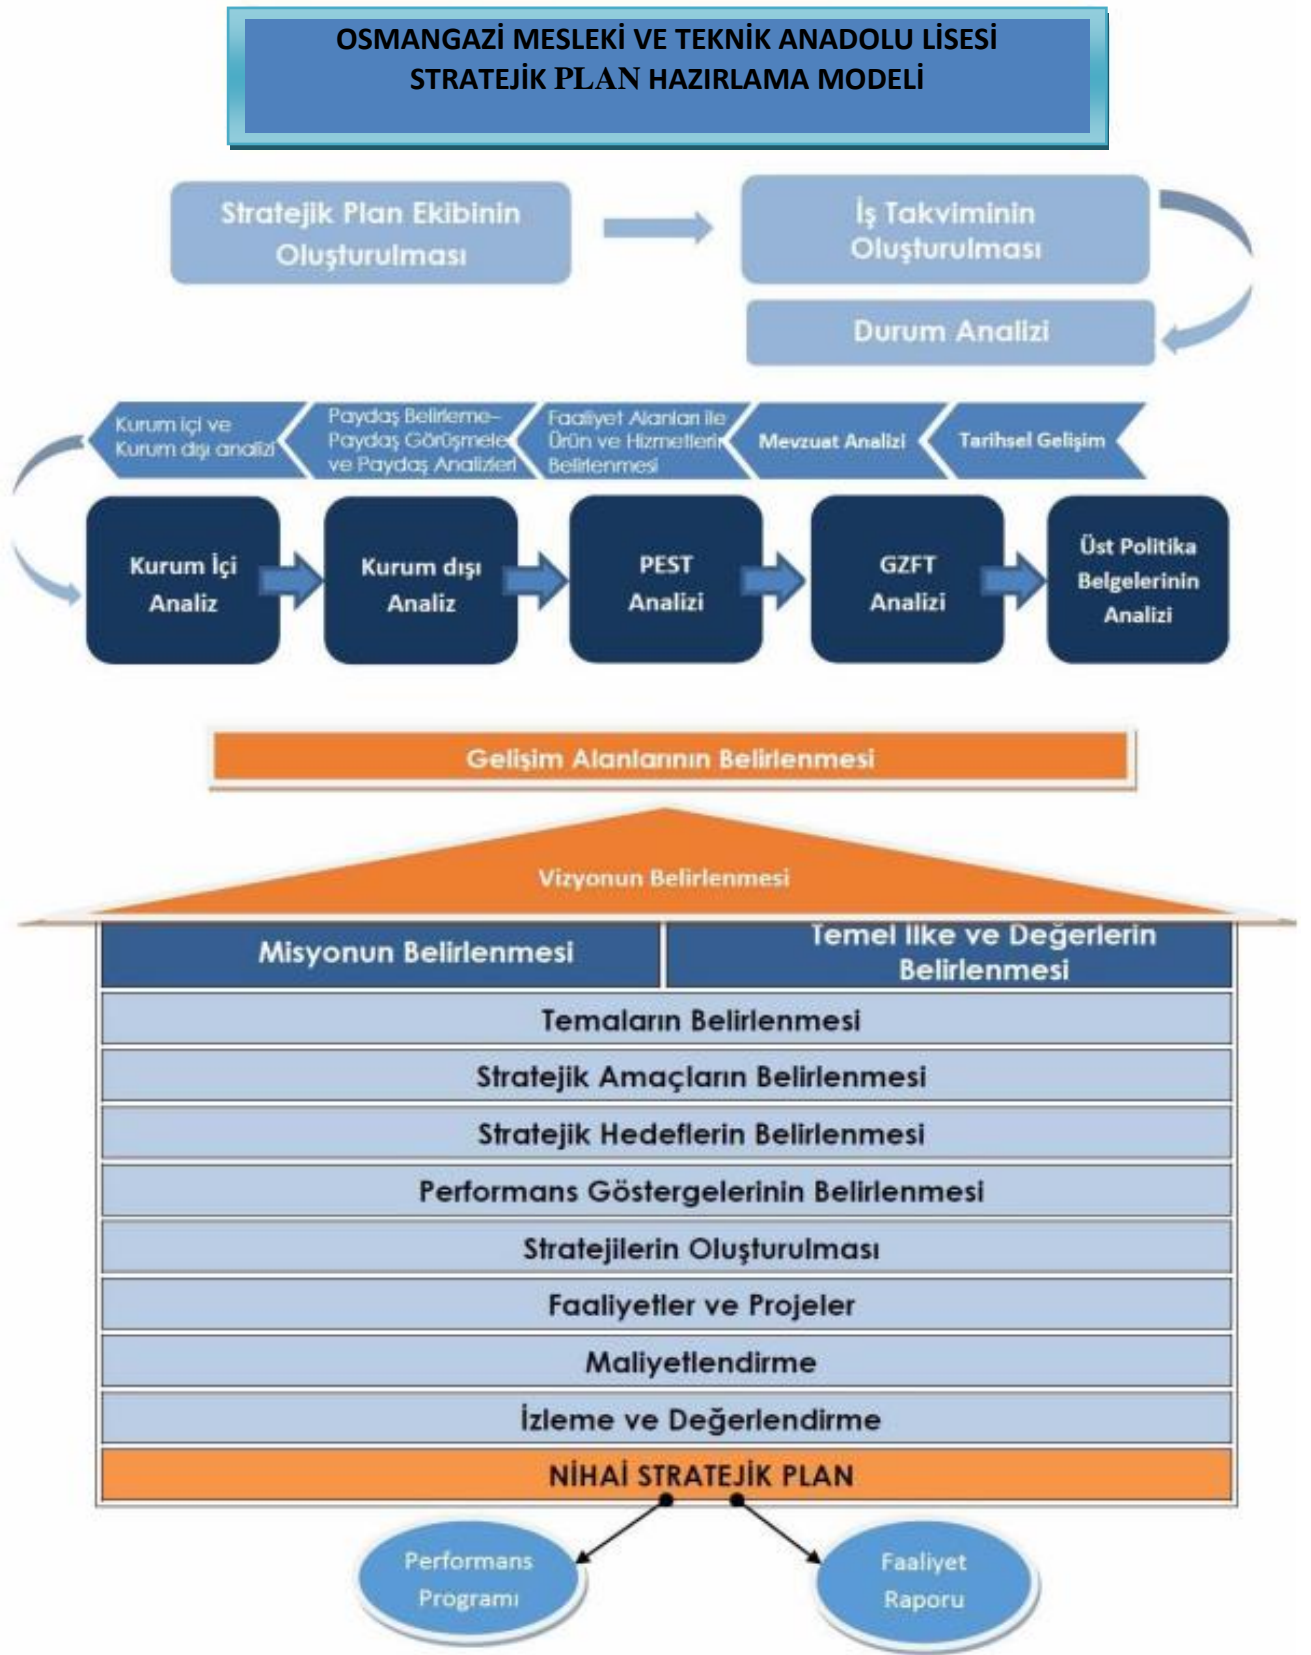 OSMANGAZİ MESLEKİ VE TEKNİK ANADOLU LİSESİ
STRATEJİK PLAN HAZIRLAMA MODELİ
Stratejik Plan Ekibinin
Oluşturulması
İş Takviminin
Oluşturulması
Durum Analizi
Kurum içi ve
Kurum dışı analizi
Paydaş Belirleme–
Paydaş Görüşmele
ve Paydaş Analizleri
Faaliyet Alanları ile
Ürün ve Hizmetlerin
Belirlenmesi
Mevzuat Analizi
Tarihsel Gelişim
Kurum İçi
Analiz
Kurum dışı
Analiz
PEST
Analizi
GZFT
Analizi
Üst Politika
Belgelerinin
Analizi
Gelişim Alanlarının Belirlenmesi
Vizyonun Belirlenmesi
Misyonun Belirlenmesi
Temel İlke ve Değerlerin
Belirlenmesi
Temaların Belirlenmesi
Stratejik Amaçların Belirlenmesi
Stratejik Hedeflerin Belirlenmesi
Performans Göstergelerinin Belirlenmesi
Stratejilerin Oluşturulması
Faaliyetler ve Projeler
Maliyetlendirme
İzleme ve Değerlendirme
NİHAİ STRATEJİK PLAN
Performans
Programı
Faaliyet
Raporu